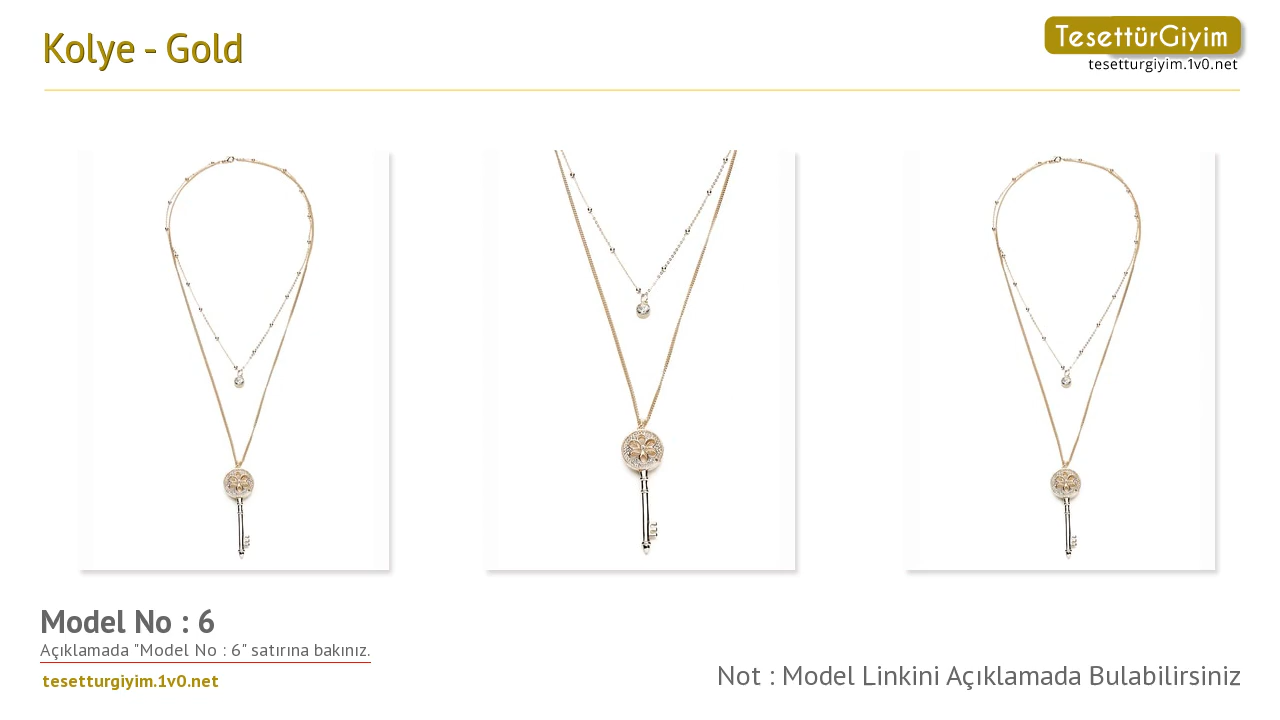 Kolye - Gold
TesettürGiyim
tesetturgiyim.1v0.net
Model No : 6
Açıklamada "Model No : 6" satırına bakınız.
tesetturgiyim.1v0.net
Not : Model Linkini Açıklamada Bulabilirsiniz